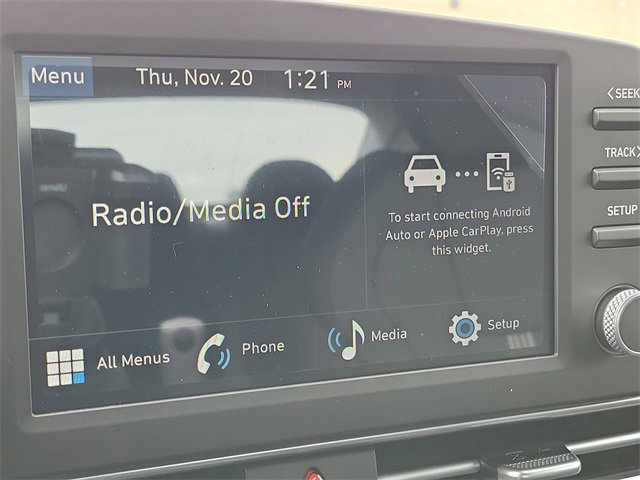 Menu Thu, Nov. 20 1:21 PM
Radio/Media Off
To start connecting Android
Auto or Apple CarPlay, press
this widget.
All Menus Phone Media Setup
<SEEK
TRACK>
SETUP